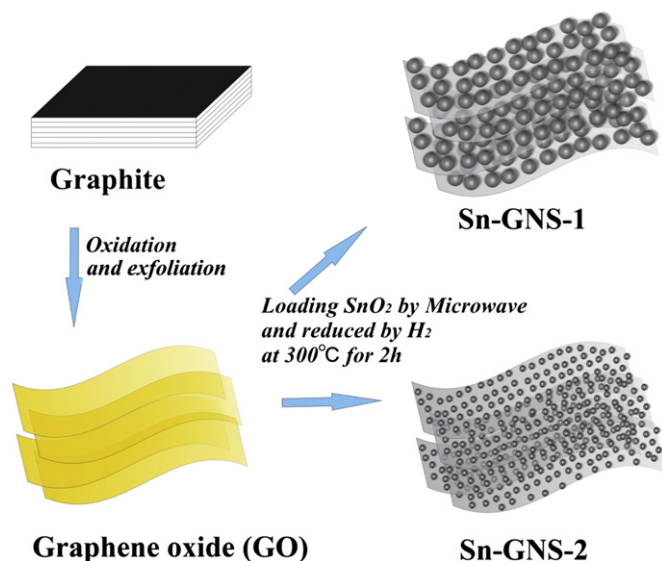 Graphite
Sn-GNS-1
Oxidation
and exfoliation
Loading SnO₂ by Microwave
and reduced by H₂
at 300℃ for 2h
Graphene oxide (GO)
Sn-GNS-2